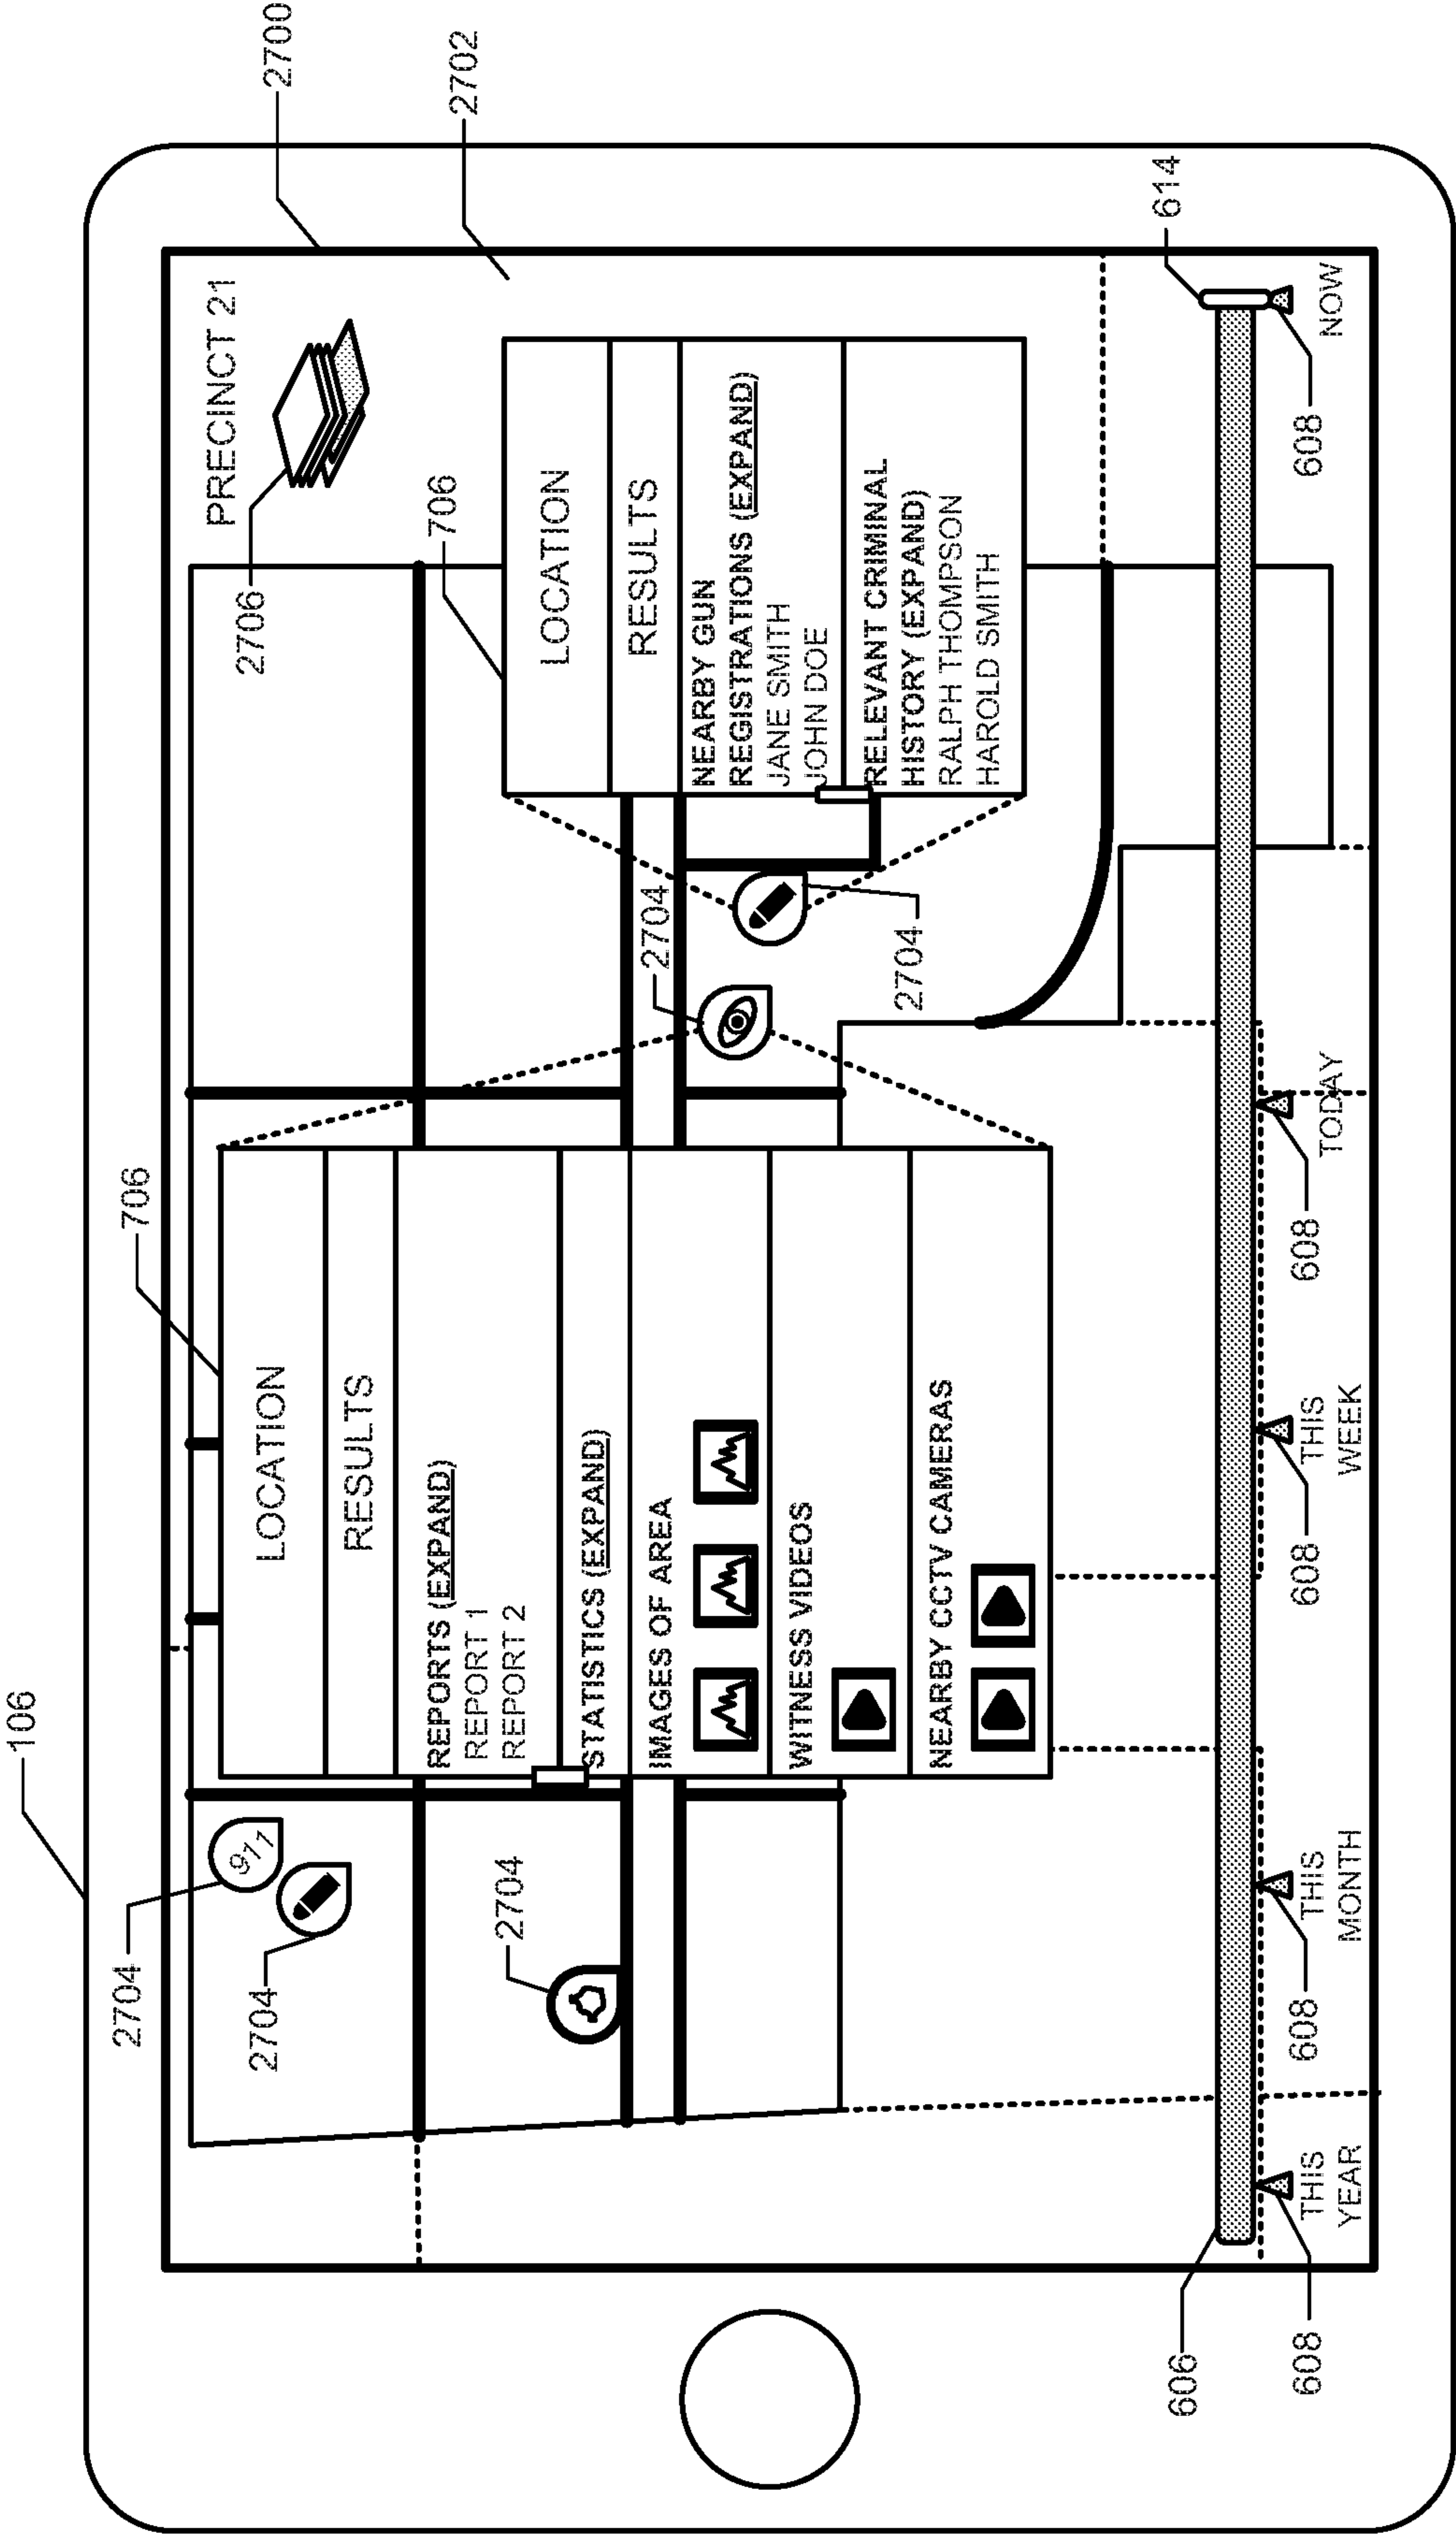 106
2700
2702
PRECINCT 21
2706
2704
911
2704
2704
706
LOCATION
RESULTS
REPORTS (EXPAND)
REPORT 1
REPORT 2
STATISTICS (EXPAND)
IMAGES OF AREA
WITNESS VIDEOS
NEARBY CCTV CAMERAS
2704
2704
706
LOCATION
RESULTS
NEARBY GUN
REGISTRATIONS (EXPAND)
JANE SMITH
JOHN DOE
RELEVANT CRIMINAL
HISTORY (EXPAND)
RALPH THOMPSON
HAROLD SMITH
614
606
608
THIS
YEAR
608
THIS
MONTH
608
THIS
WEEK
608
TODAY
608
NOW